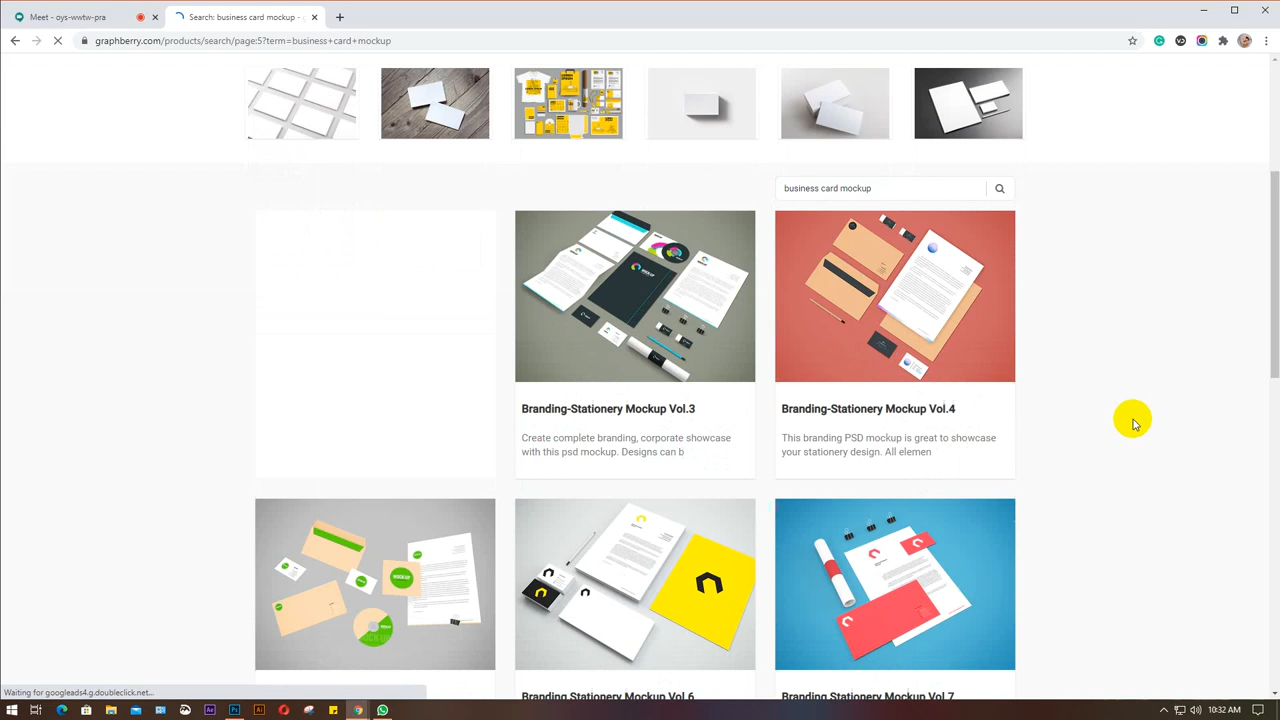 Meet - oys-wwtw-pra
Search: business card mockup -
graphberry.com/products/search/page:5?term=business+card+mockup
business card mockup
Branding-Stationery Mockup Vol.3
Branding-Stationery Mockup Vol.4
Create complete branding, corporate showcase
with this psd mockup. Designs can b
This branding PSD mockup is great to showcase
your stationery design. All elemen
MOCK UP
MOCKUP
Branding Stationery Mockup Vol.6
Branding Stationery Mockup Vol.7
Waiting for googleads4.g.doubleclick.net...
10:32 AM